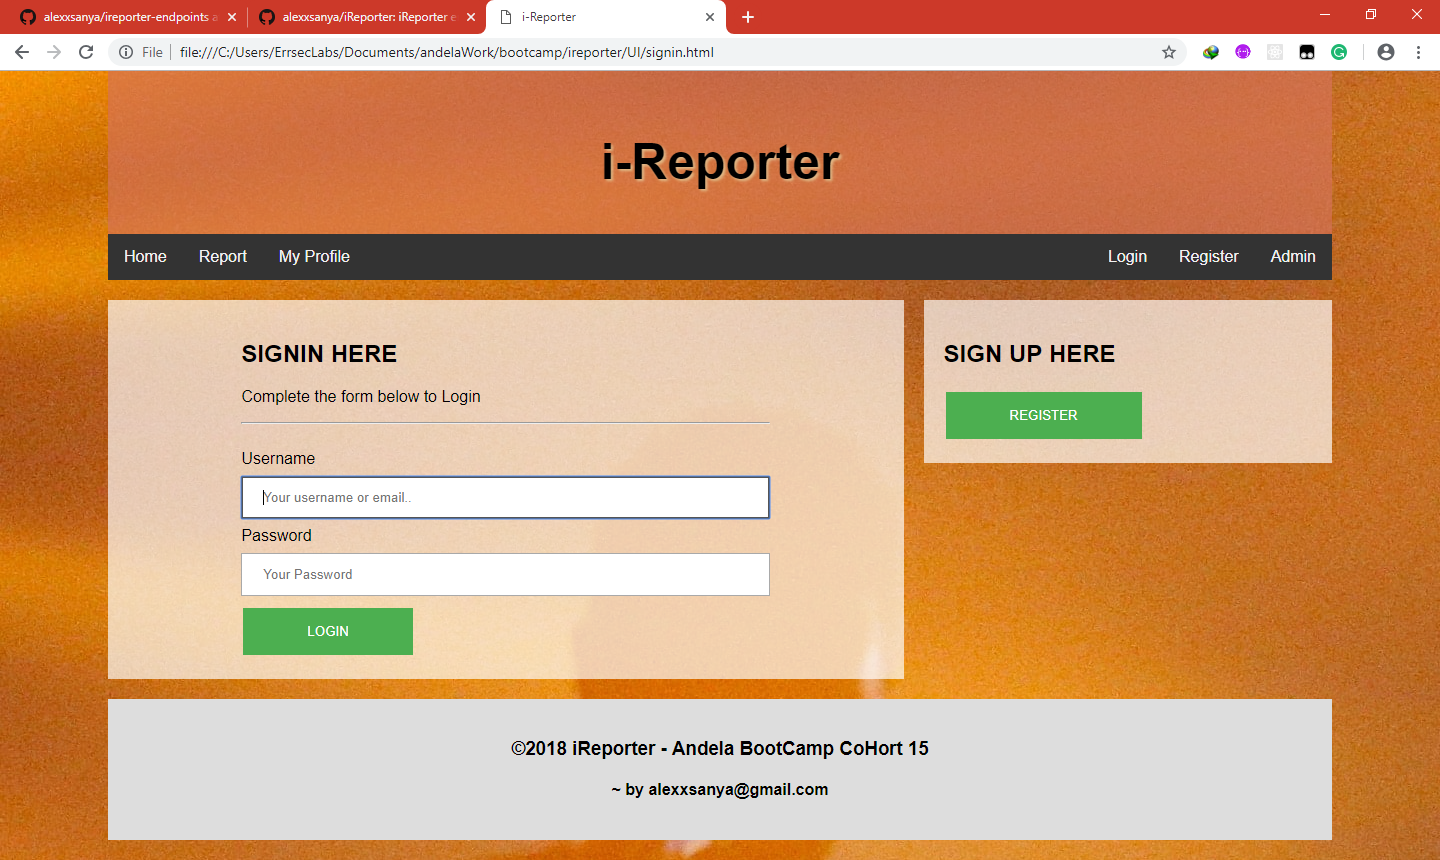 alexxsanya/ireporter-endpoints a
alexxsanya/iReporter: iReporter e
i-Reporter
File
file:///C:/Users/ErrsecLabs/Documents/andelaWork/bootcamp/ireporter/UI/signin.html
i-Reporter
Home Report My Profile Login Register Admin
SIGNIN HERE
Complete the form below to Login
Username
Your username or email..
Password
Your Password
LOGIN
SIGN UP HERE
REGISTER
©2018 iReporter - Andela BootCamp CoHort 15
~ by alexxsanya@gmail.com